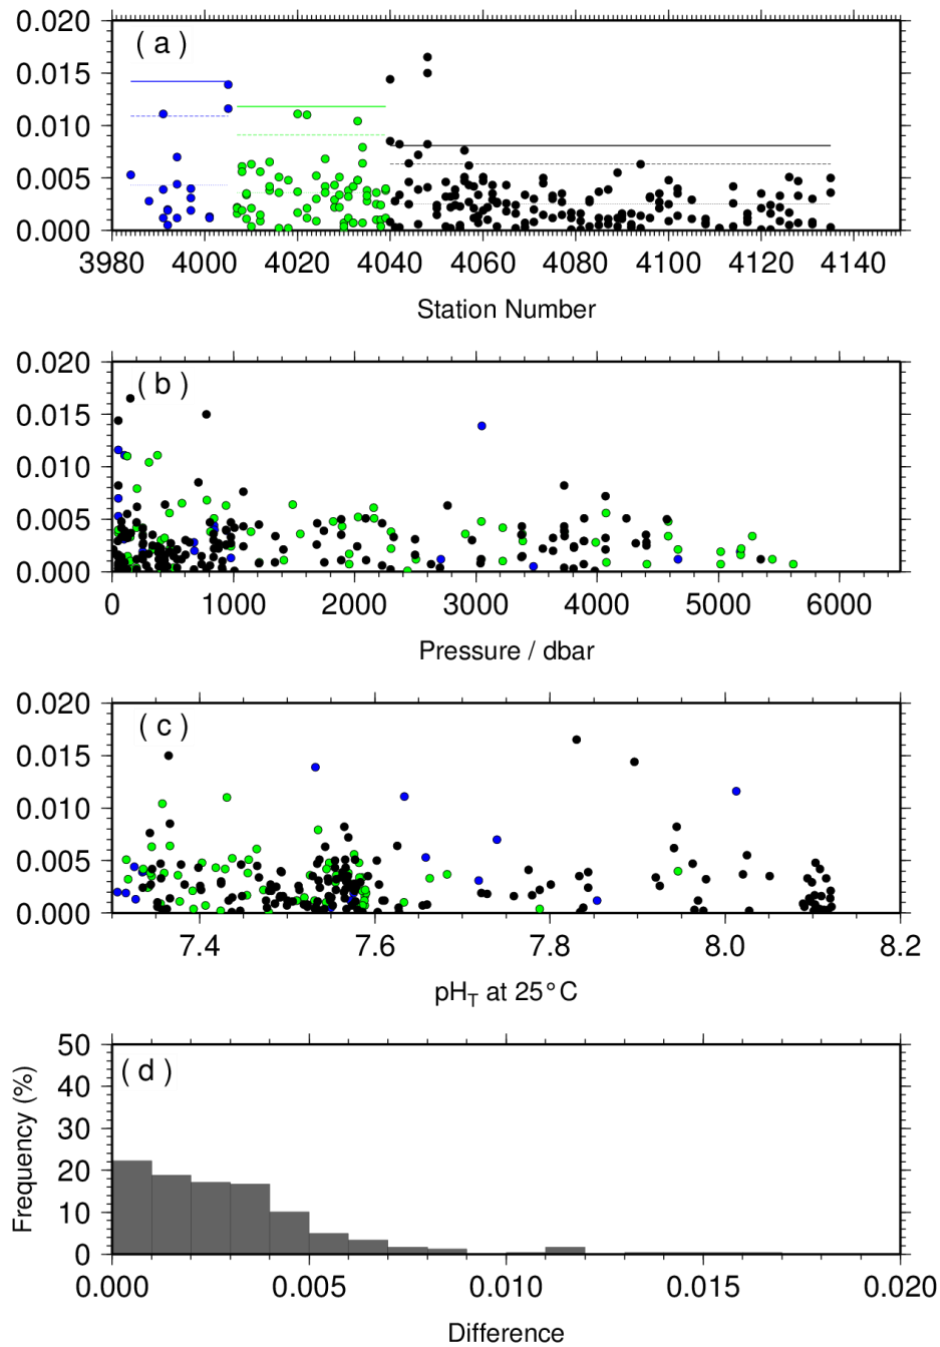 0.020
( a )
0.015
0.010
0.005
0.000
3980 4000 4020 4040 4060 4080 4100 4120 4140
Station Number
0.020
( b )
0.015
0.010
0.005
0.000
0 1000 2000 3000 4000 5000 6000
Pressure / dbar
0.020
( c )
0.015
0.010
0.005
0.000
7.4 7.6 7.8 8.0 8.2
pH_T at 25°C
50
( d )
40
30
20
10
0
Frequency (%)
0.000 0.005 0.010 0.015 0.020
Difference